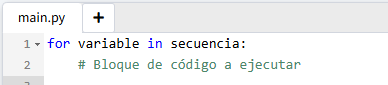 main.py +
1 for variable in secuencia:
2     # Bloque de código a ejecutar
3